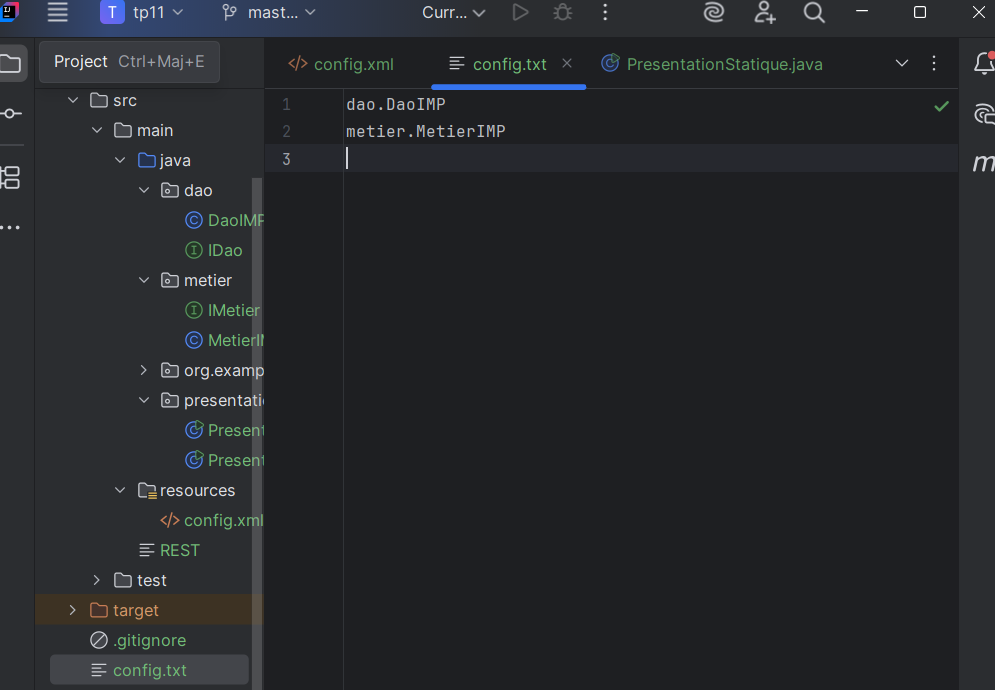 T tp11 mast... Curr...
Project Ctrl+Maj+E
config.xml config.txt PresentationStatique.java
src
main
java
dao
DaoIMP
IDao
metier
IMetier
MetierIM
org.examp
presentati
Present
Present
resources
config.xml
REST
test
target
.gitignore
config.txt
1 dao.DaoIMP
2 metier.MetierIMP
3
m